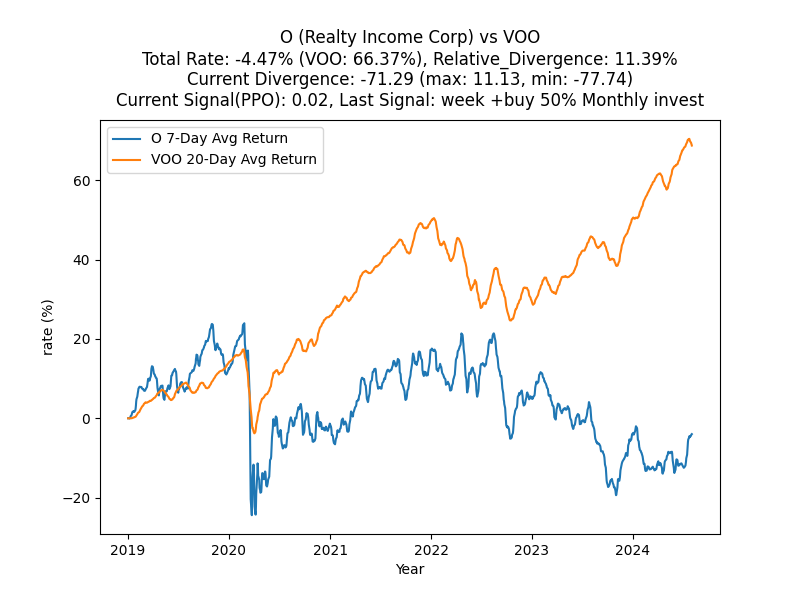 O (Realty Income Corp) vs VOO
Total Rate: -4.47% (VOO: 66.37%), Relative_Divergence: 11.39%
Current Divergence: -71.29 (max: 11.13, min: -77.74)
Current Signal(PPO): 0.02, Last Signal: week +buy 50% Monthly invest
O 7-Day Avg Return
VOO 20-Day Avg Return
rate (%)
60
40
20
0
−20
2019
2020
2021
2022
2023
2024
Year